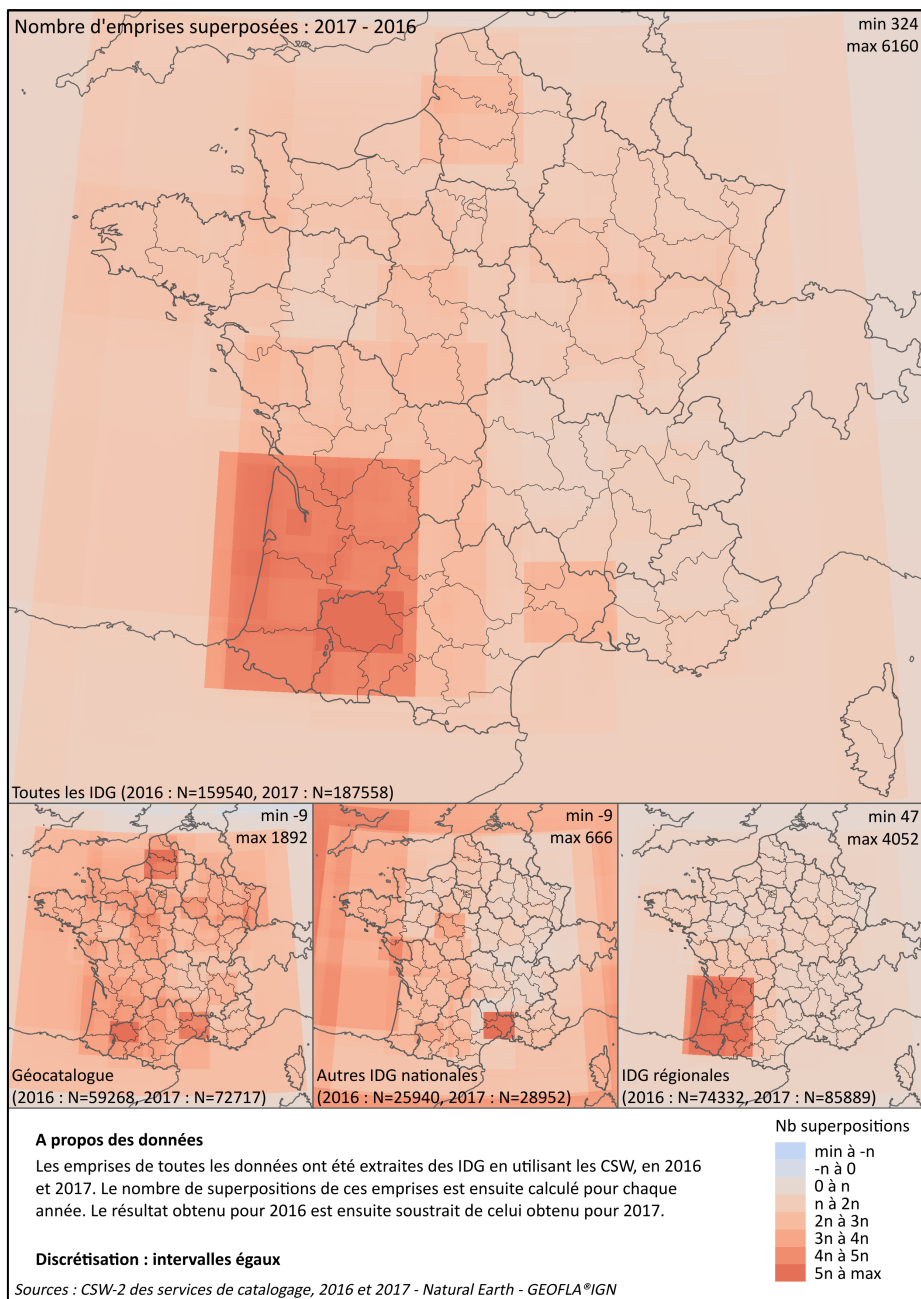 Nombre d'emprises superposées : 2017 - 2016
min 324
max 6160
Toutes les IDG (2016 : N=159540, 2017 : N=187558)
min -9
max 1892
Géocatalogue
(2016 : N=59268, 2017 : N=72717)
min -9
max 666
Autres IDG nationales
(2016 : N=25940, 2017 : N=28952)
min 47
max 4052
IDG régionales
(2016 : N=74332, 2017 : N=85889)
A propos des données
Les emprises de toutes les données ont été extraites des IDG en utilisant les CSW, en 2016
et 2017. Le nombre de superpositions de ces emprises est ensuite calculé pour chaque
année. Le résultat obtenu pour 2016 est ensuite soustrait de celui obtenu pour 2017.
Discrétisation : intervalles égaux
Sources : CSW-2 des services de catalogage, 2016 et 2017 - Natural Earth - GEOFLA®IGN
Nb superpositions
min à -n
-n à 0
0 à n
n à 2n
2n à 3n
3n à 4n
4n à 5n
5n à max